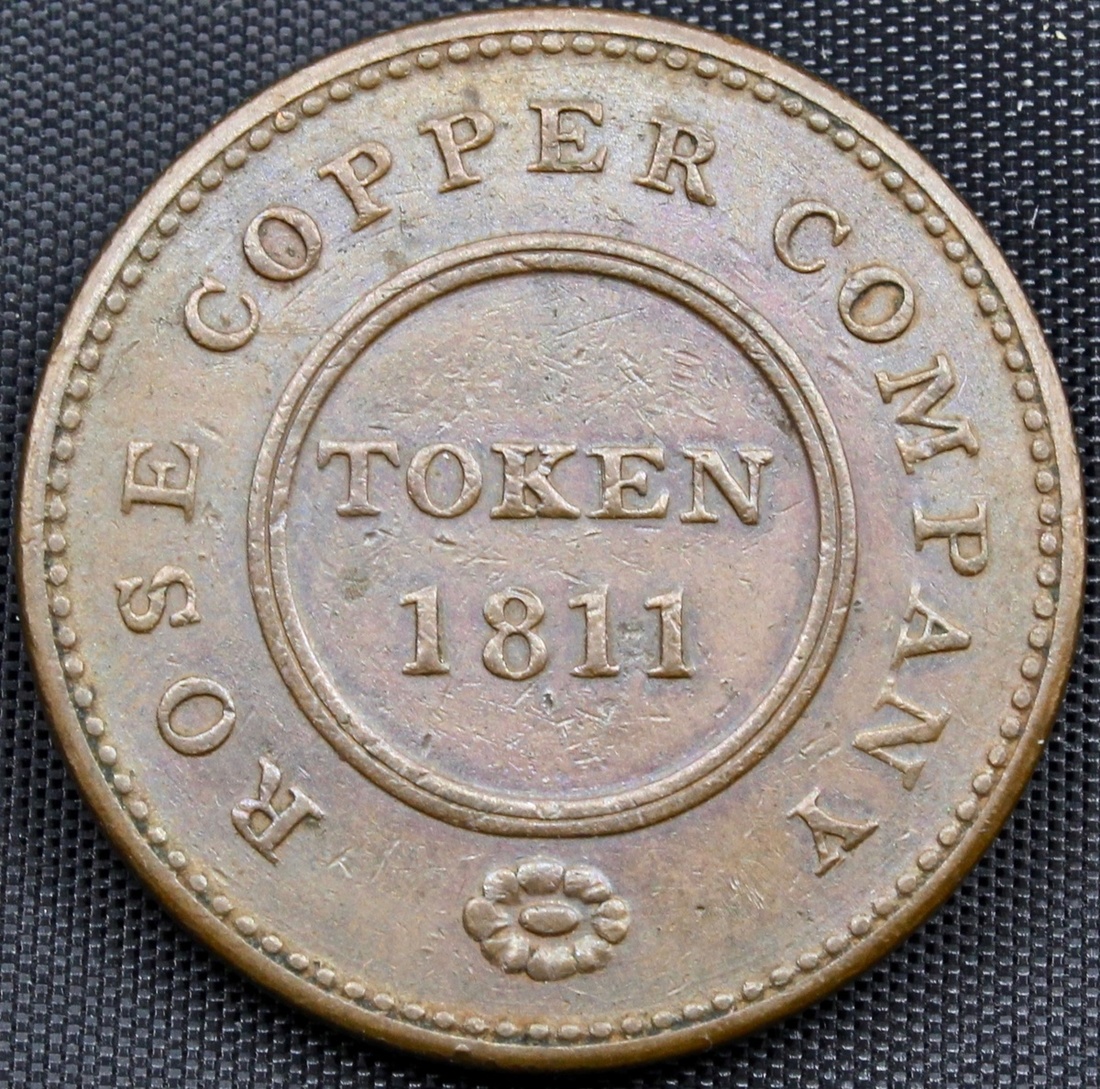 ROSE COPPER COMPANY
TOKEN
1811